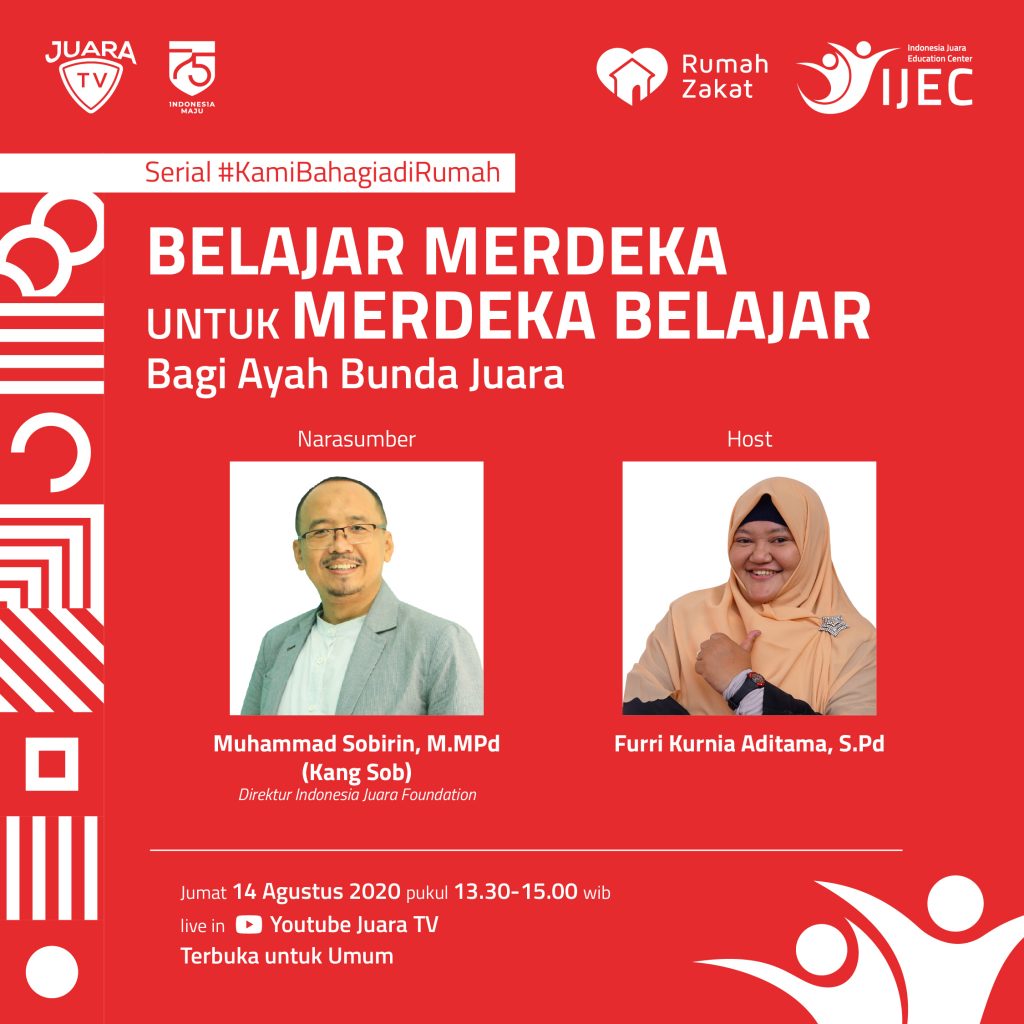 JUARA
TV
75
INDONESIA
MAJU
Rumah
Zakat
Indonesia Juara
Education Center
IJEC
Serial #KamiBahagiadiRumah
BELAJAR MERDEKA
UNTUK MERDEKA BELAJAR
Bagi Ayah Bunda Juara
Narasumber
Host
Muhammad Sobirin, M.MPd
(Kang Sob)
Direktur Indonesia Juara Foundation
Furri Kurnia Aditama, S.Pd
Jumat 14 Agustus 2020 pukul 13.30-15.00 wib
live in Youtube Juara TV
Terbuka untuk Umum